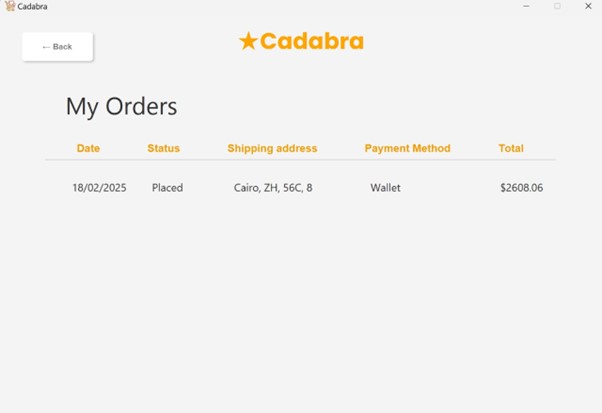 Cadabra
← Back
★Cadabra
My Orders
Date Status Shipping address Payment Method Total
18/02/2025 Placed Cairo, ZH, 56C, 8 Wallet $2608.06